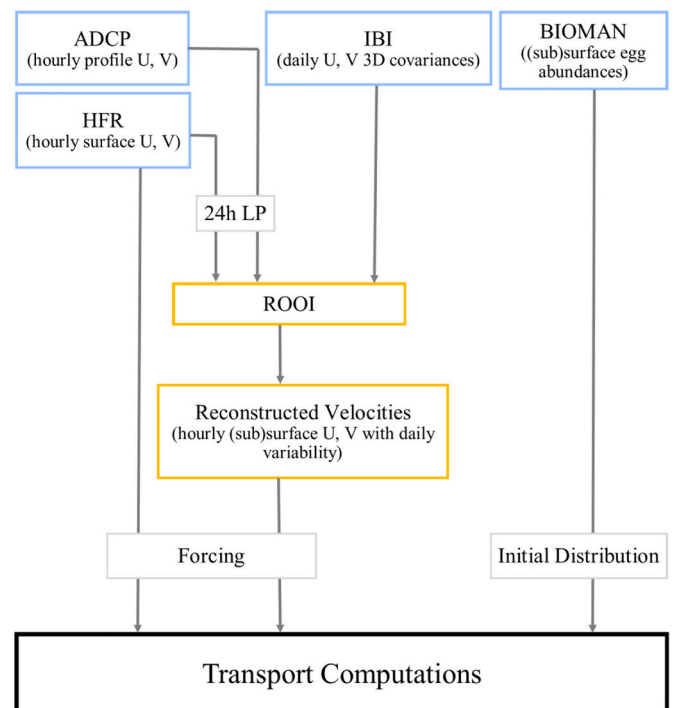 ADCP
(hourly profile U, V)
IBI
(daily U, V 3D covariances)
BIOMAN
((sub)surface egg
abundances)
HFR
(hourly surface U, V)
24h LP
ROOI
Reconstructed Velocities
(hourly (sub)surface U, V with daily
variability)
Forcing
Initial Distribution
Transport Computations